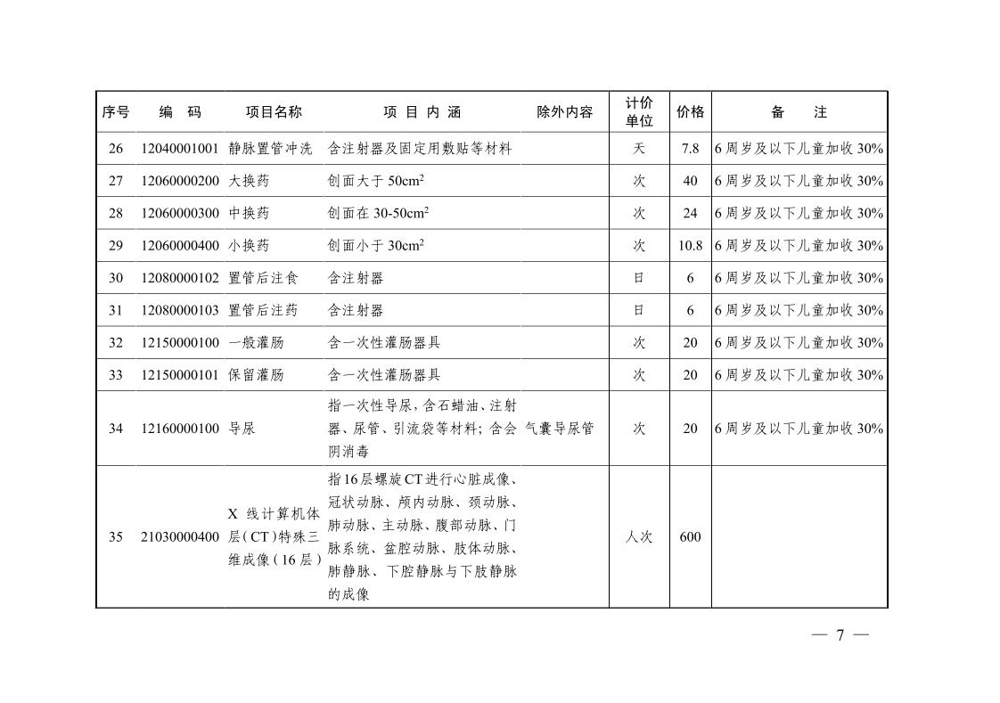 序号 编 码 项目名称 项 目 内 涵 除外内容 计价单位 价格 备 注
26 12040001001 静脉置管冲洗 含注射器及固定用敷贴等材料 天 7.8 6 周岁及以下儿童加收 30%
27 12060000200 大换药 创面大于 50cm² 次 40 6 周岁及以下儿童加收 30%
28 12060000300 中换药 创面在 30-50cm² 次 24 6 周岁及以下儿童加收 30%
29 12060000400 小换药 创面小于 30cm² 次 10.8 6 周岁及以下儿童加收 30%
30 12080000102 置管后注食 含注射器 日 6 6 周岁及以下儿童加收 30%
31 12080000103 置管后注药 含注射器 日 6 6 周岁及以下儿童加收 30%
32 12150000100 一般灌肠 含一次性灌肠器具 次 20 6 周岁及以下儿童加收 30%
33 12150000101 保留灌肠 含一次性灌肠器具 次 20 6 周岁及以下儿童加收 30%
34 12160000100 导尿
指一次性导尿，含石蜡油、注射
器、尿管、引流袋等材料；含会
阴消毒
气囊导尿管 次 20 6 周岁及以下儿童加收 30%
35 21030000400
X 线计算机体
层（CT）特殊三
维成像（16 层）
指16层螺旋CT进行心脏成像、
冠状动脉、颅内动脉、颈动脉、
肺动脉、主动脉、腹部动脉、门
脉系统、盆腔动脉、肢体动脉、
肺静脉、下腔静脉与下肢静脉
的成像
人次 600
— 7 —